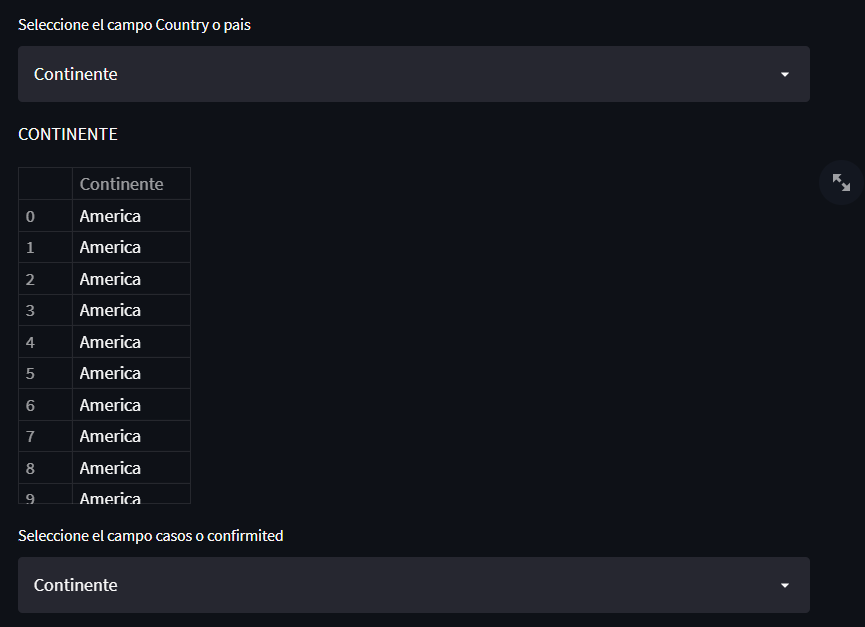 Seleccione el campo Country o pais
Continente
CONTINENTE
Continente
0 America
1 America
2 America
3 America
4 America
5 America
6 America
7 America
8 America
9 America
Seleccione el campo casos o confirmited
Continente